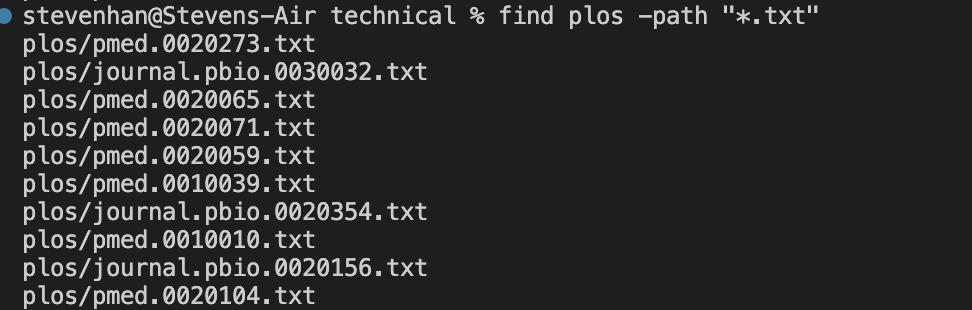 stevenhan@Stevens-Air technical % find plos -path "*.txt"
plos/pmed.0020273.txt
plos/journal.pbio.0030032.txt
plos/pmed.0020065.txt
plos/pmed.0020071.txt
plos/pmed.0020059.txt
plos/pmed.0010039.txt
plos/journal.pbio.0020354.txt
plos/pmed.0010010.txt
plos/journal.pbio.0020156.txt
plos/pmed.0020104.txt